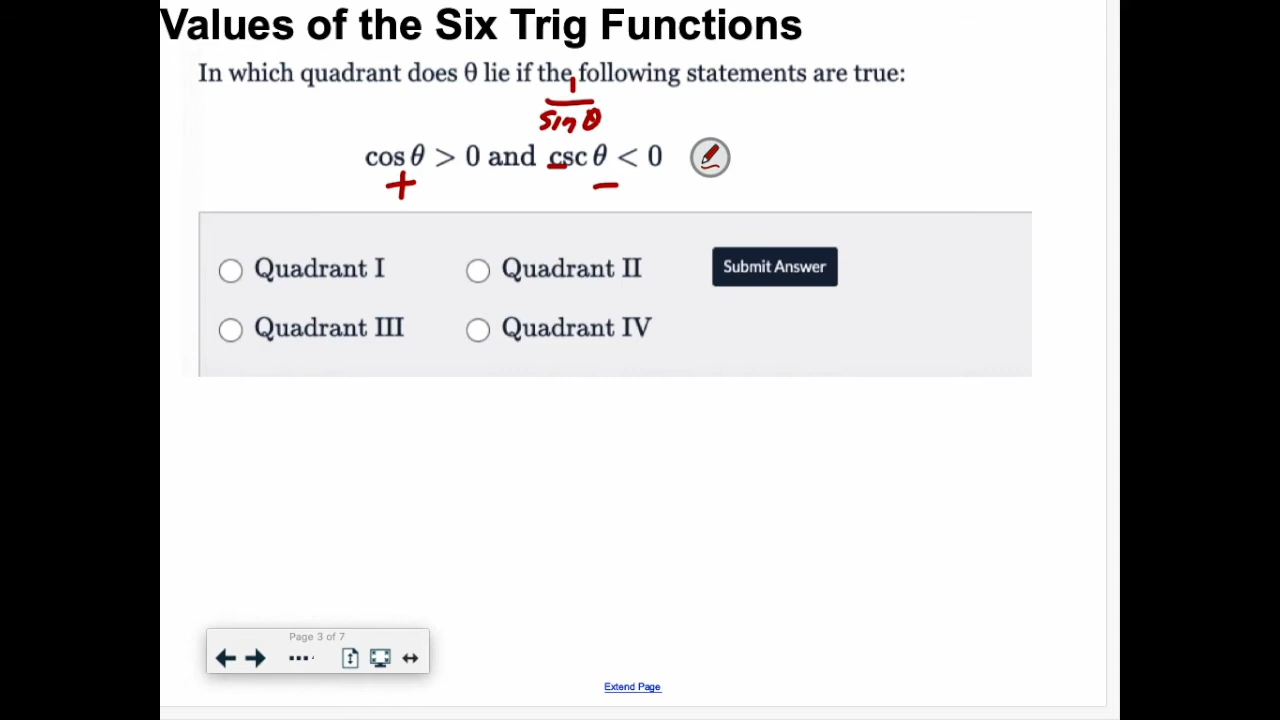 Values of the Six Trig Functions
In which quadrant does θ lie if the following statements are true:
1
sin θ
cos θ > 0 and csc θ < 0
+ −
Quadrant I Quadrant II Submit Answer
Quadrant III Quadrant IV
Page 3 of 7
Extend Page